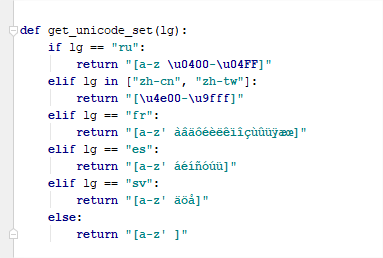 def get_unicode_set(lg):
    if lg == "ru":
        return "[a-z \u0400-\u04FF]"
    elif lg in ["zh-cn", "zh-tw"]:
        return "[\u4e00-\u9fff]"
    elif lg == "fr":
        return "[a-z' àâäôéèëêïîçùûüÿæœ]"
    elif lg == "es":
        return "[a-z' áéíñóúü]"
    elif lg == "sv":
        return "[a-z' äöå]"
    else:
        return "[a-z' ]"